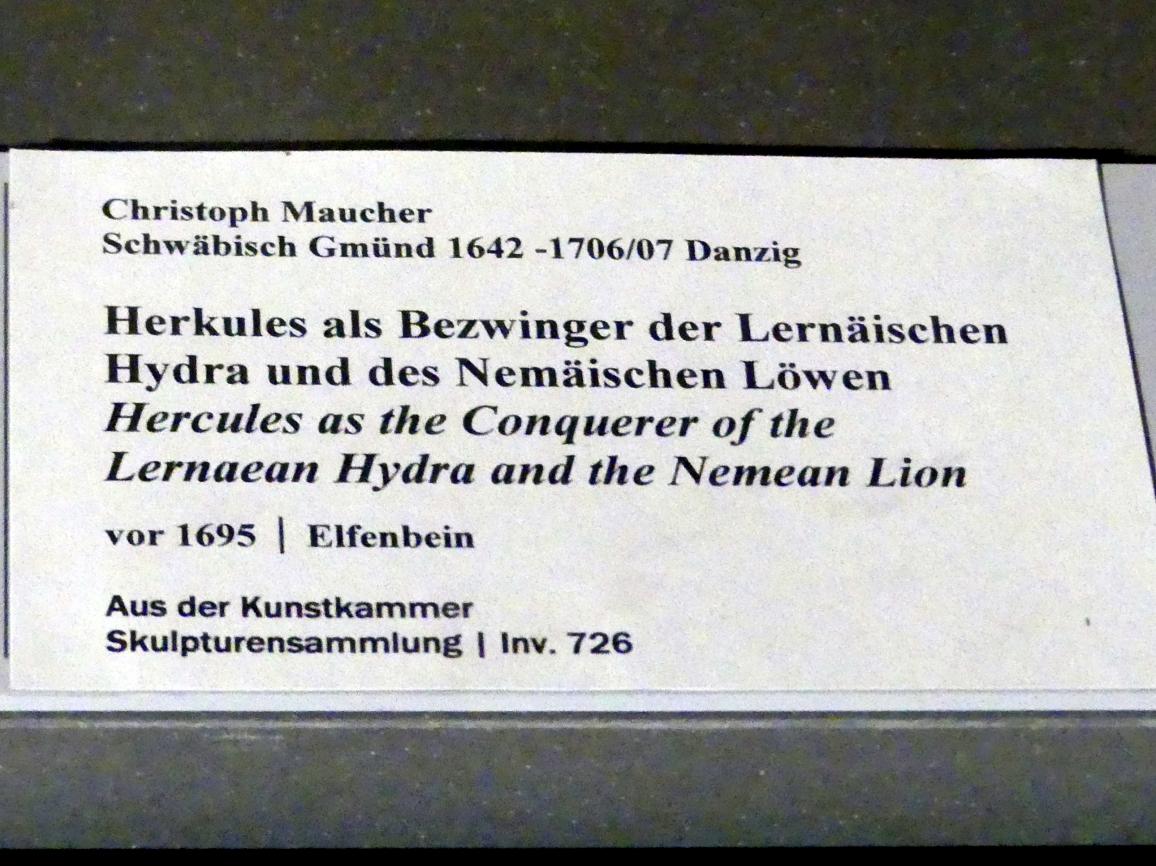 Christoph Maucher
Schwäbisch Gmünd 1642 -1706/07 Danzig
Herkules als Bezwinger der Lernäischen
Hydra und des Nemäischen Löwen
Hercules as the Conquerer of the
Lernaean Hydra and the Nemean Lion
vor 1695 | Elfenbein
Aus der Kunstkammer
Skulpturensammlung | Inv. 726